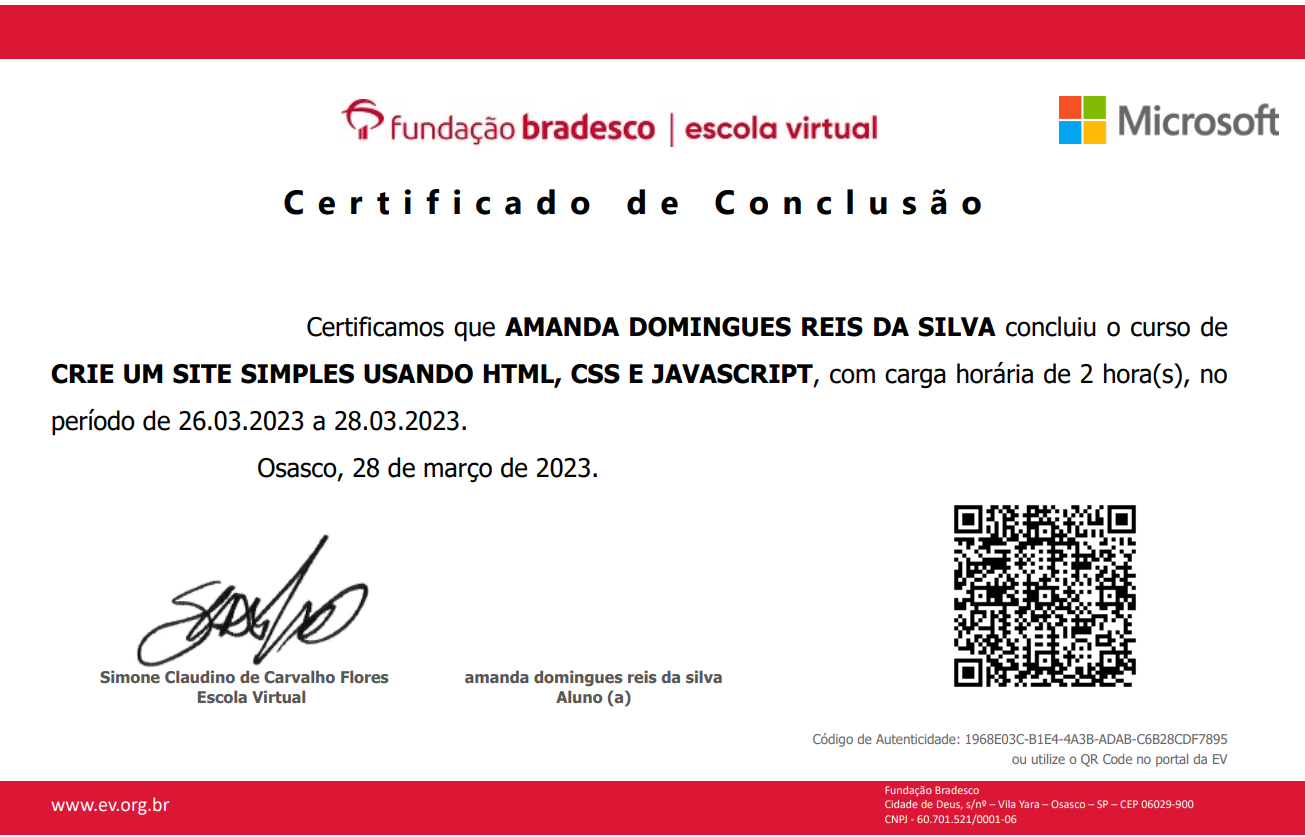 fundação bradesco | escola virtual
Microsoft
Certificado de Conclusão
Certificamos que AMANDA DOMINGUES REIS DA SILVA concluiu o curso de
CRIE UM SITE SIMPLES USANDO HTML, CSS E JAVASCRIPT, com carga horária de 2 hora(s), no
período de 26.03.2023 a 28.03.2023.
Osasco, 28 de março de 2023.
Simone Claudino de Carvalho Flores
Escola Virtual
amanda domingues reis da silva
Aluno (a)
Código de Autenticidade: 1968E03C-B1E4-4A3B-ADAB-C6B28CDF7895
ou utilize o QR Code no portal da EV
www.ev.org.br
Fundação Bradesco
Cidade de Deus, s/nº – Vila Yara – Osasco – SP – CEP 06029-900
CNPJ - 60.701.521/0001-06